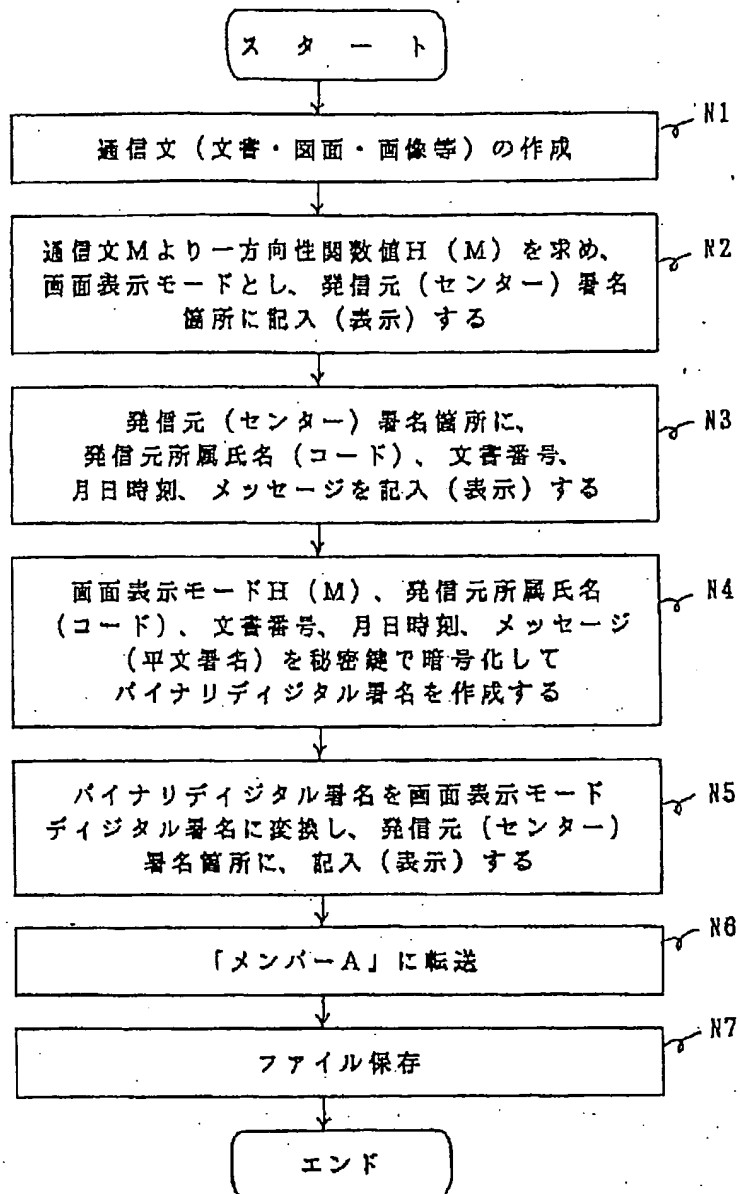 スタート
N1
通信文（文書・図面・画像等）の作成
N2
通信文Mより一方向性関数値H（M）を求め、
画面表示モードとし、発信元（センター）署名
箇所に記入（表示）する
N3
発信元（センター）署名箇所に、
発信元所属氏名（コード）、文書番号、
月日時刻、メッセージを記入（表示）する
N4
画面表示モードH（M）、発信元所属氏名
（コード）、文書番号、月日時刻、メッセージ
（平文署名）を秘密鍵で暗号化して
バイナリディジタル署名を作成する
N5
バイナリディジタル署名を画面表示モード
ディジタル署名に変換し、発信元（センター）
署名箇所に、記入（表示）する
N6
「メンバーA」に転送
N7
ファイル保存
エンド